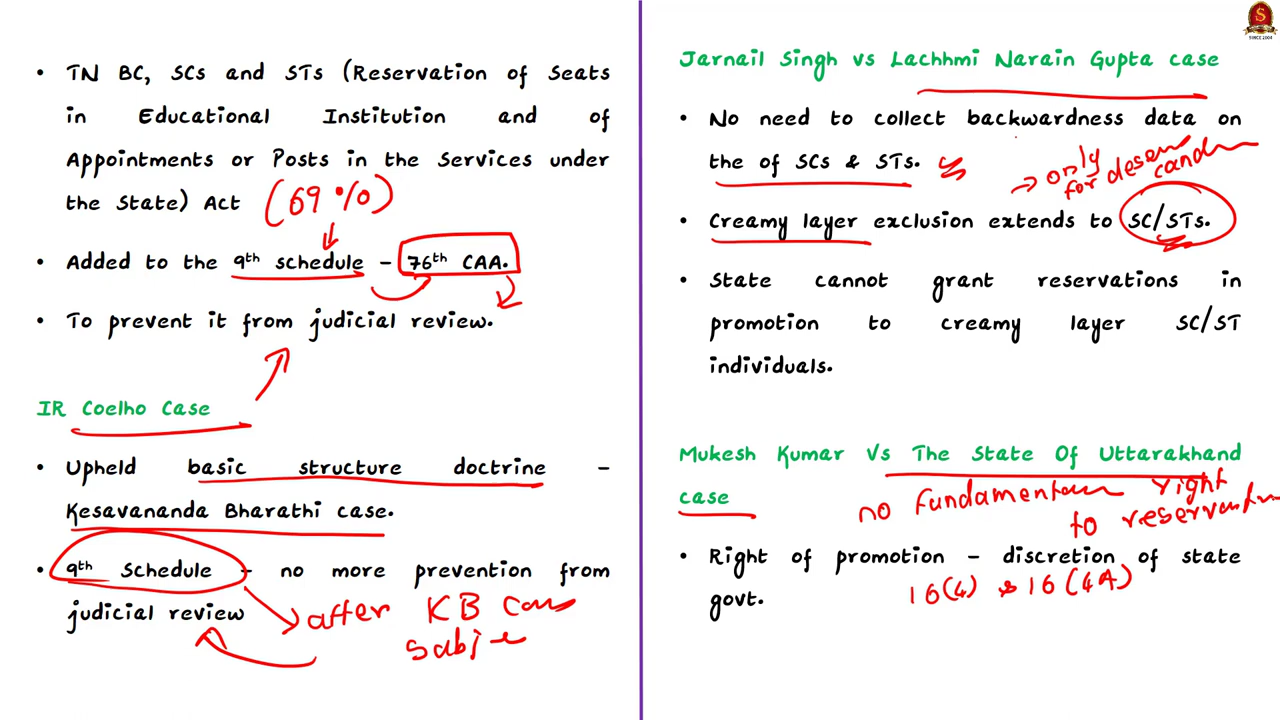 • TN BC, SCs and STs (Reservation of Seats
in Educational Institution and of
Appointments or Posts in the Services under
the State) Act (69 %)
• Added to the 9th schedule - 76th CAA.
• To prevent it from judicial review.
IR Coelho Case
• Upheld basic structure doctrine -
Kesavananda Bharathi case.
• 9th Schedule - no more prevention from
judicial review
after KB
S
SINCE 2004
Jarnail Singh vs Lachhmi Narain Gupta case
• No need to collect backwardness data on
the of SCs & STs.
only
for
• Creamy layer exclusion extends to SC/STs.
• State cannot grant reservations in
promotion to creamy layer SC/ST
individuals.
Mukesh Kumar Vs The State Of Uttarakhand
case
no right
to
• Right of promotion - discretion of state
govt.
16(4) & 16(4A)